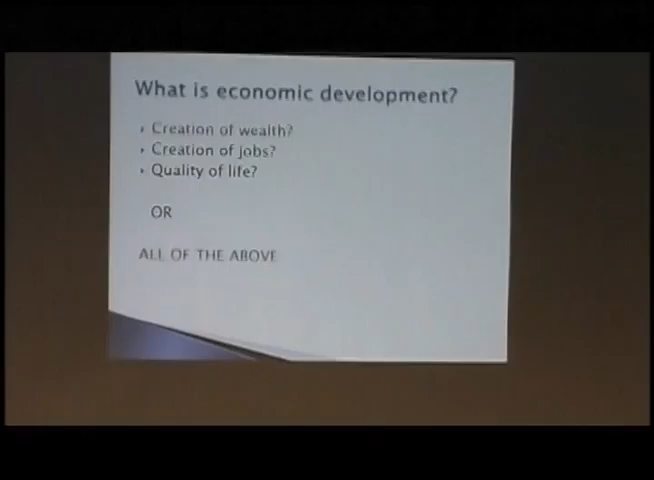 What is economic development?
Creation of wealth?
Creation of jobs?
Quality of life?
OR
ALL OF THE ABOVE